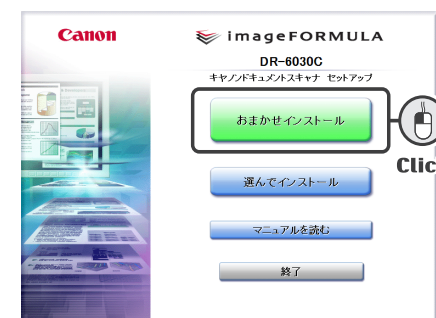 Canon
imageFORMULA
DR-6030C
キヤノンドキュメントスキャナ セットアップ
おまかせインストール
Clic
選んでインストール
マニュアルを読む
終了